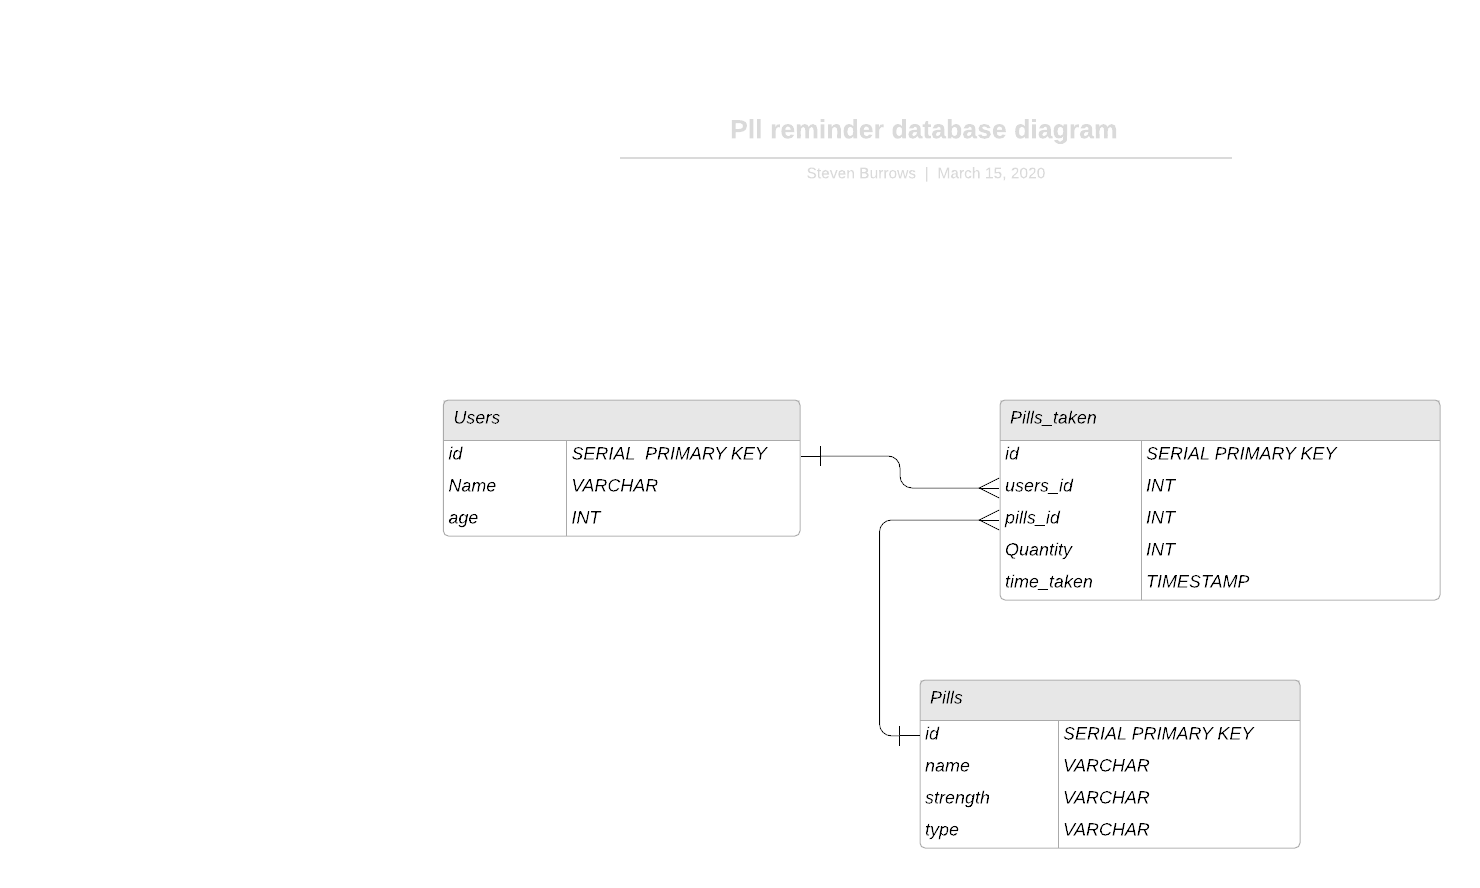 Pll reminder database diagram
Steven Burrows | March 15, 2020
Users
id SERIAL PRIMARY KEY
Name VARCHAR
age INT
Pills_taken
id SERIAL PRIMARY KEY
users_id INT
pills_id INT
Quantity INT
time_taken TIMESTAMP
Pills
id SERIAL PRIMARY KEY
name VARCHAR
strength VARCHAR
type VARCHAR